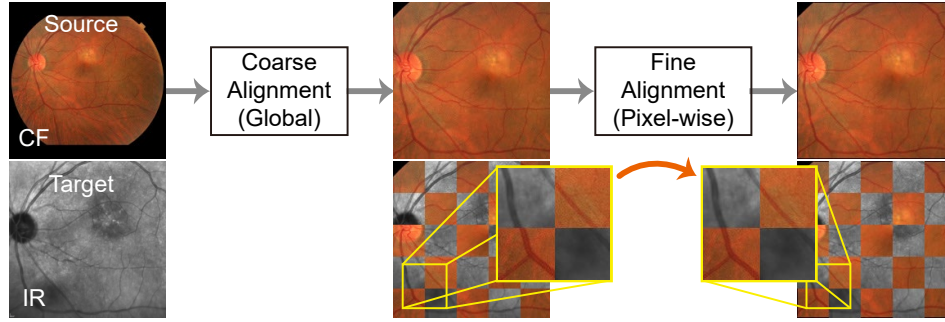 Source
CF
Coarse
Alignment
(Global)
Fine
Alignment
(Pixel-wise)
Target
IR